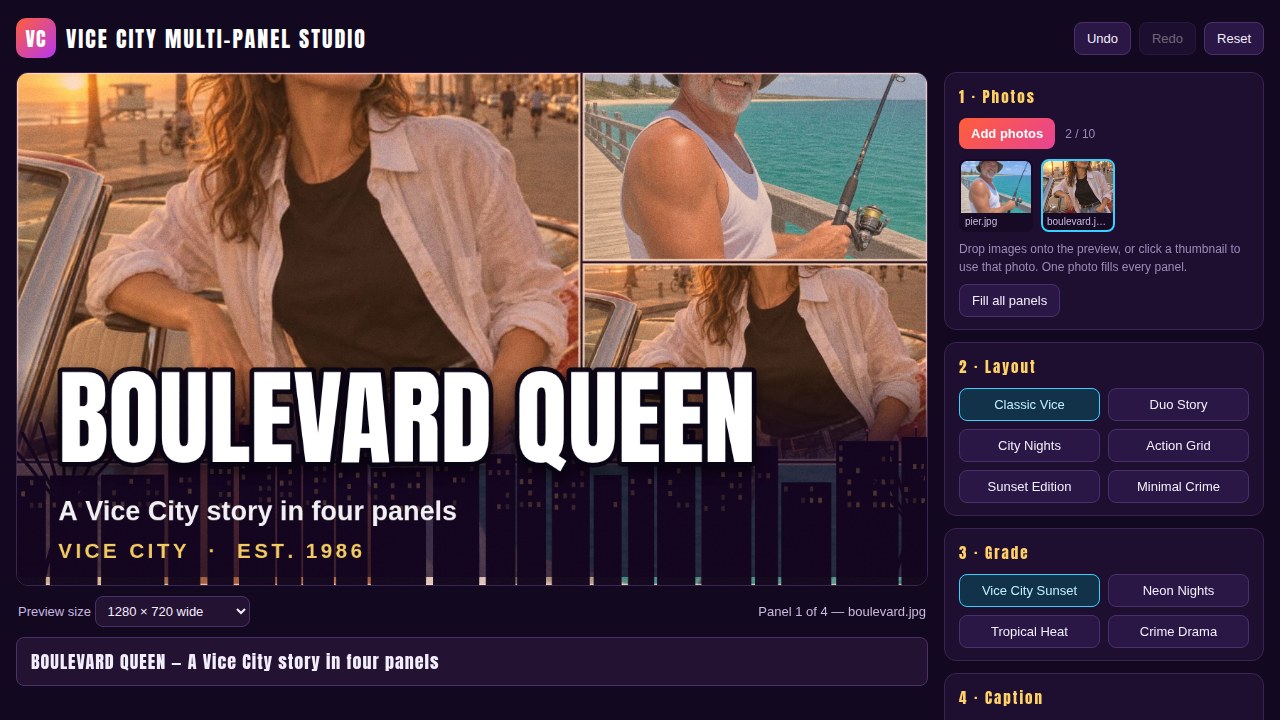 VC VICE CITY MULTI-PANEL STUDIO
Undo Redo Reset
BOULEVARD QUEEN
A Vice City story in four panels
VICE CITY · EST. 1986
Preview size 1280 × 720 wide
Panel 1 of 4 — boulevard.jpg
BOULEVARD QUEEN — A Vice City story in four panels
1 · Photos
Add photos 2 / 10
pier.jpg boulevard.j…
Drop images onto the preview, or click a thumbnail to
use that photo. One photo fills every panel.
Fill all panels
2 · Layout
Classic Vice Duo Story
City Nights Action Grid
Sunset Edition Minimal Crime
3 · Grade
Vice City Sunset Neon Nights
Tropical Heat Crime Drama
4 · Caption